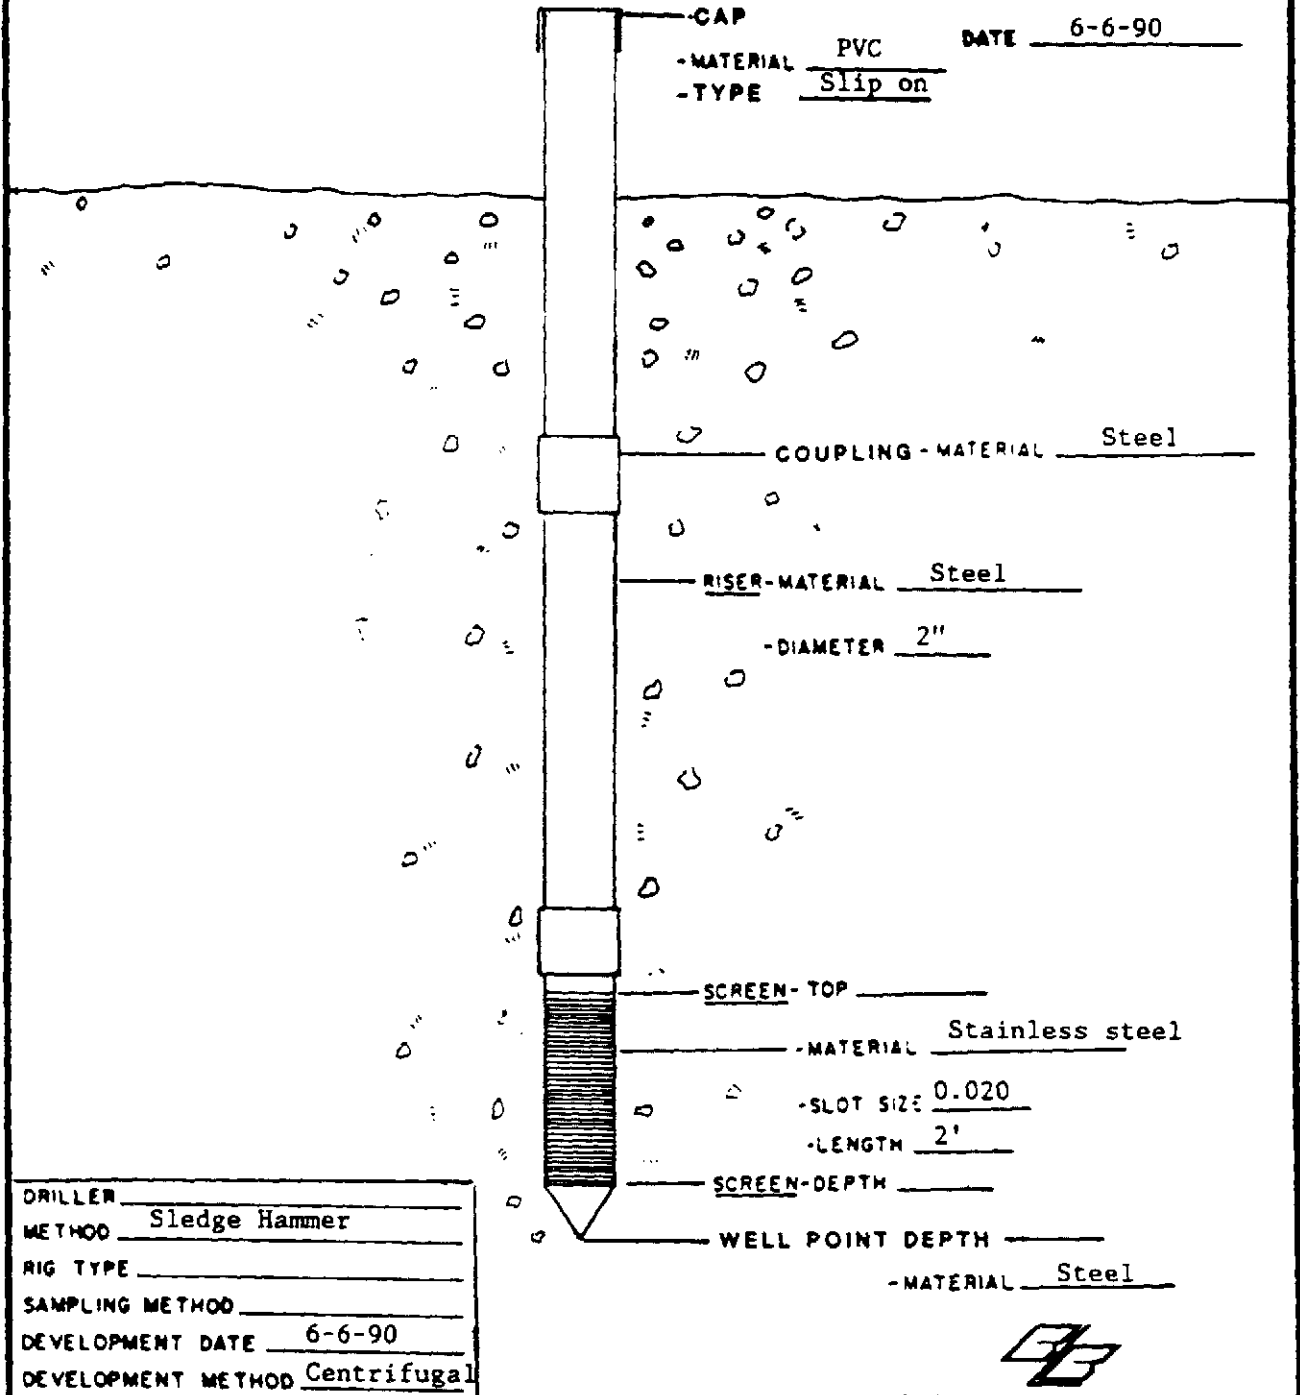 CAP
DATE 6-6-90
-MATERIAL PVC
-TYPE Slip on
COUPLING-MATERIAL Steel
RISER-MATERIAL Steel
-DIAMETER 2"
SCREEN-TOP
-MATERIAL Stainless steel
-SLOT SIZE 0.020
-LENGTH 2'
SCREEN-DEPTH
WELL POINT DEPTH
-MATERIAL Steel
DRILLER
METHOD Sledge Hammer
RIG TYPE
SAMPLING METHOD
DEVELOPMENT DATE 6-6-90
DEVELOPMENT METHOD Centrifugal